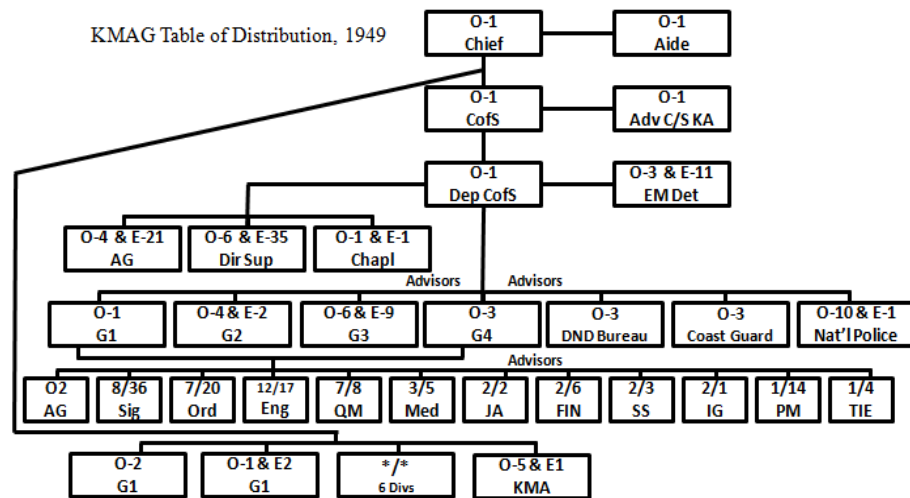 KMAG Table of Distribution, 1949
O-1
Chief
O-1
Aide
O-1
CofS
O-1
Adv C/S KA
O-1
Dep CofS
O-3 & E-11
EM Det
O-4 & E-21
AG
O-6 & E-35
Dir Sup
O-1 & E-1
Chapl
Advisors
Advisors
O-1
G1
O-4 & E-2
G2
O-6 & E-9
G3
O-3
G4
O-3
DND Bureau
O-3
Coast Guard
O-10 & E-1
Nat'l Police
Advisors
O2
AG
8/36
Sig
7/20
Ord
12/17
Eng
7/8
QM
3/5
Med
2/2
JA
2/6
FIN
2/3
SS
2/1
IG
1/14
PM
1/4
TIE
O-2
G1
O-1 & E2
G1
*/*
6 Divs
O-5 & E1
KMA